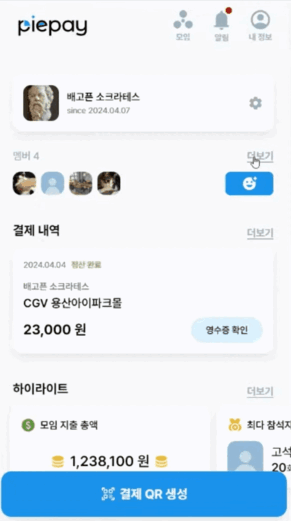 piepay
모임
알림
내 정보
배고픈 소크라테스
since 2024.04.07
멤버 4
더보기
결제 내역
더보기
2024.04.04 정산 완료
배고픈 소크라테스
CGV 용산아이파크몰
23,000 원
영수증 확인
하이라이트
더보기
모임 지출 총액
1,238,100 원
최다 참석자
고석
20
결제 QR 생성